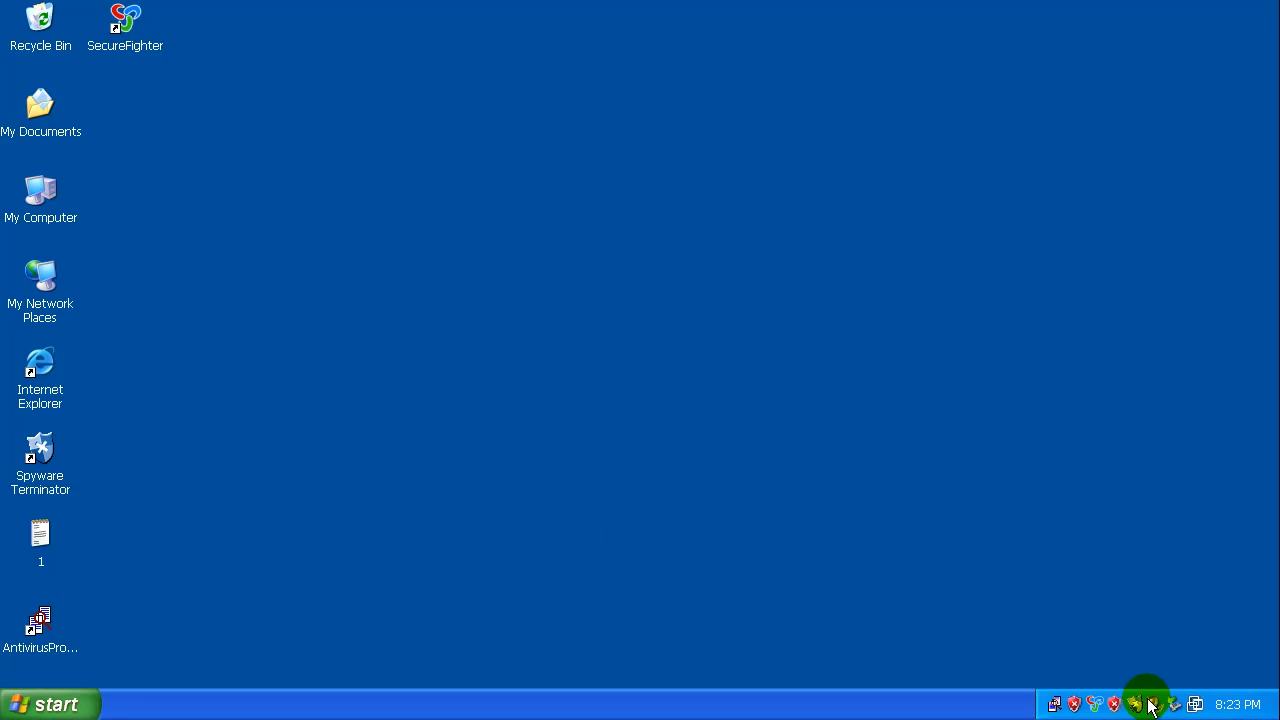 Recycle Bin
SecureFighter
My Documents
My Computer
My Network
Places
Internet
Explorer
Spyware
Terminator
1
AntivirusPro...
start
8:23 PM